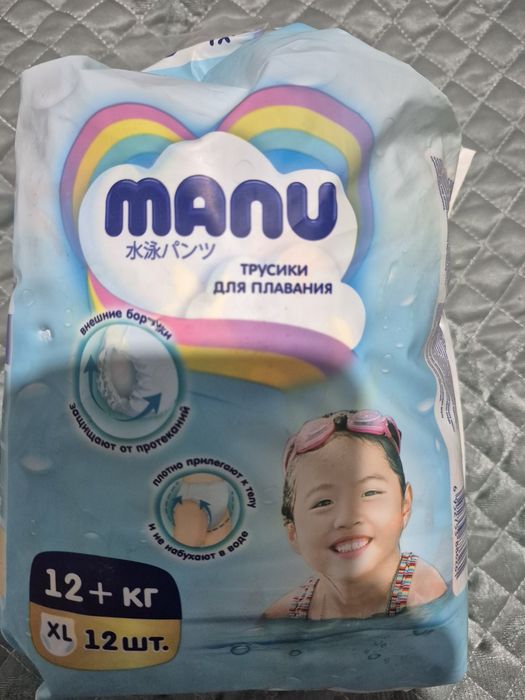 XL
manu
水泳パンツ
ТРУСИКИ
ДЛЯ ПЛАВАНИЯ
внешние бортики
защищают от протеканий
плотно прилегают к телу
и не набухают в воде
12+ кг
XL 12 шт.